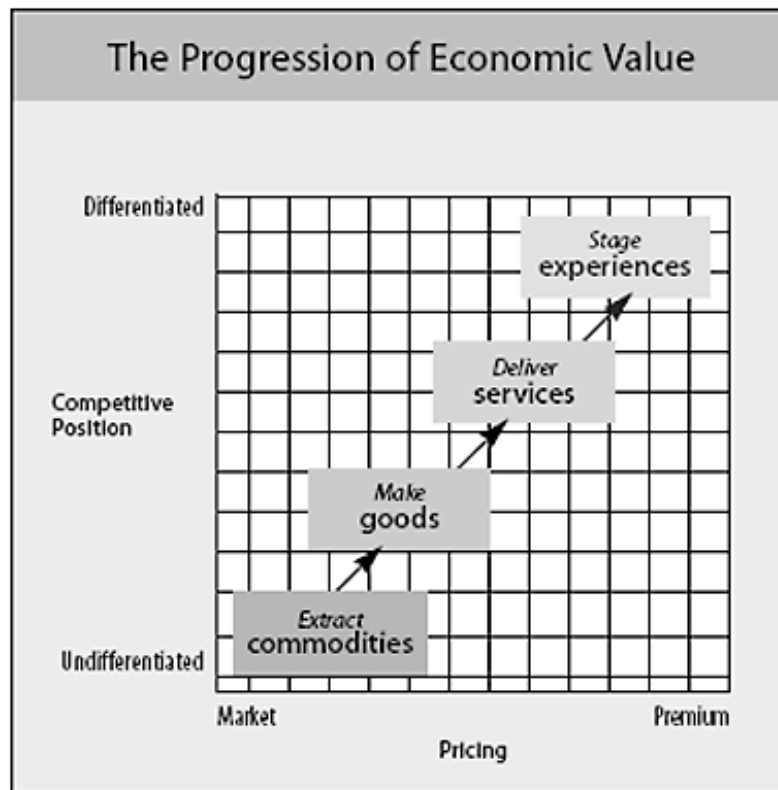 The Progression of Economic Value
Differentiated
Stage
experiences
Deliver
services
Competitive
Position
Make
goods
Extract
commodities
Undifferentiated
Market
Premium
Pricing